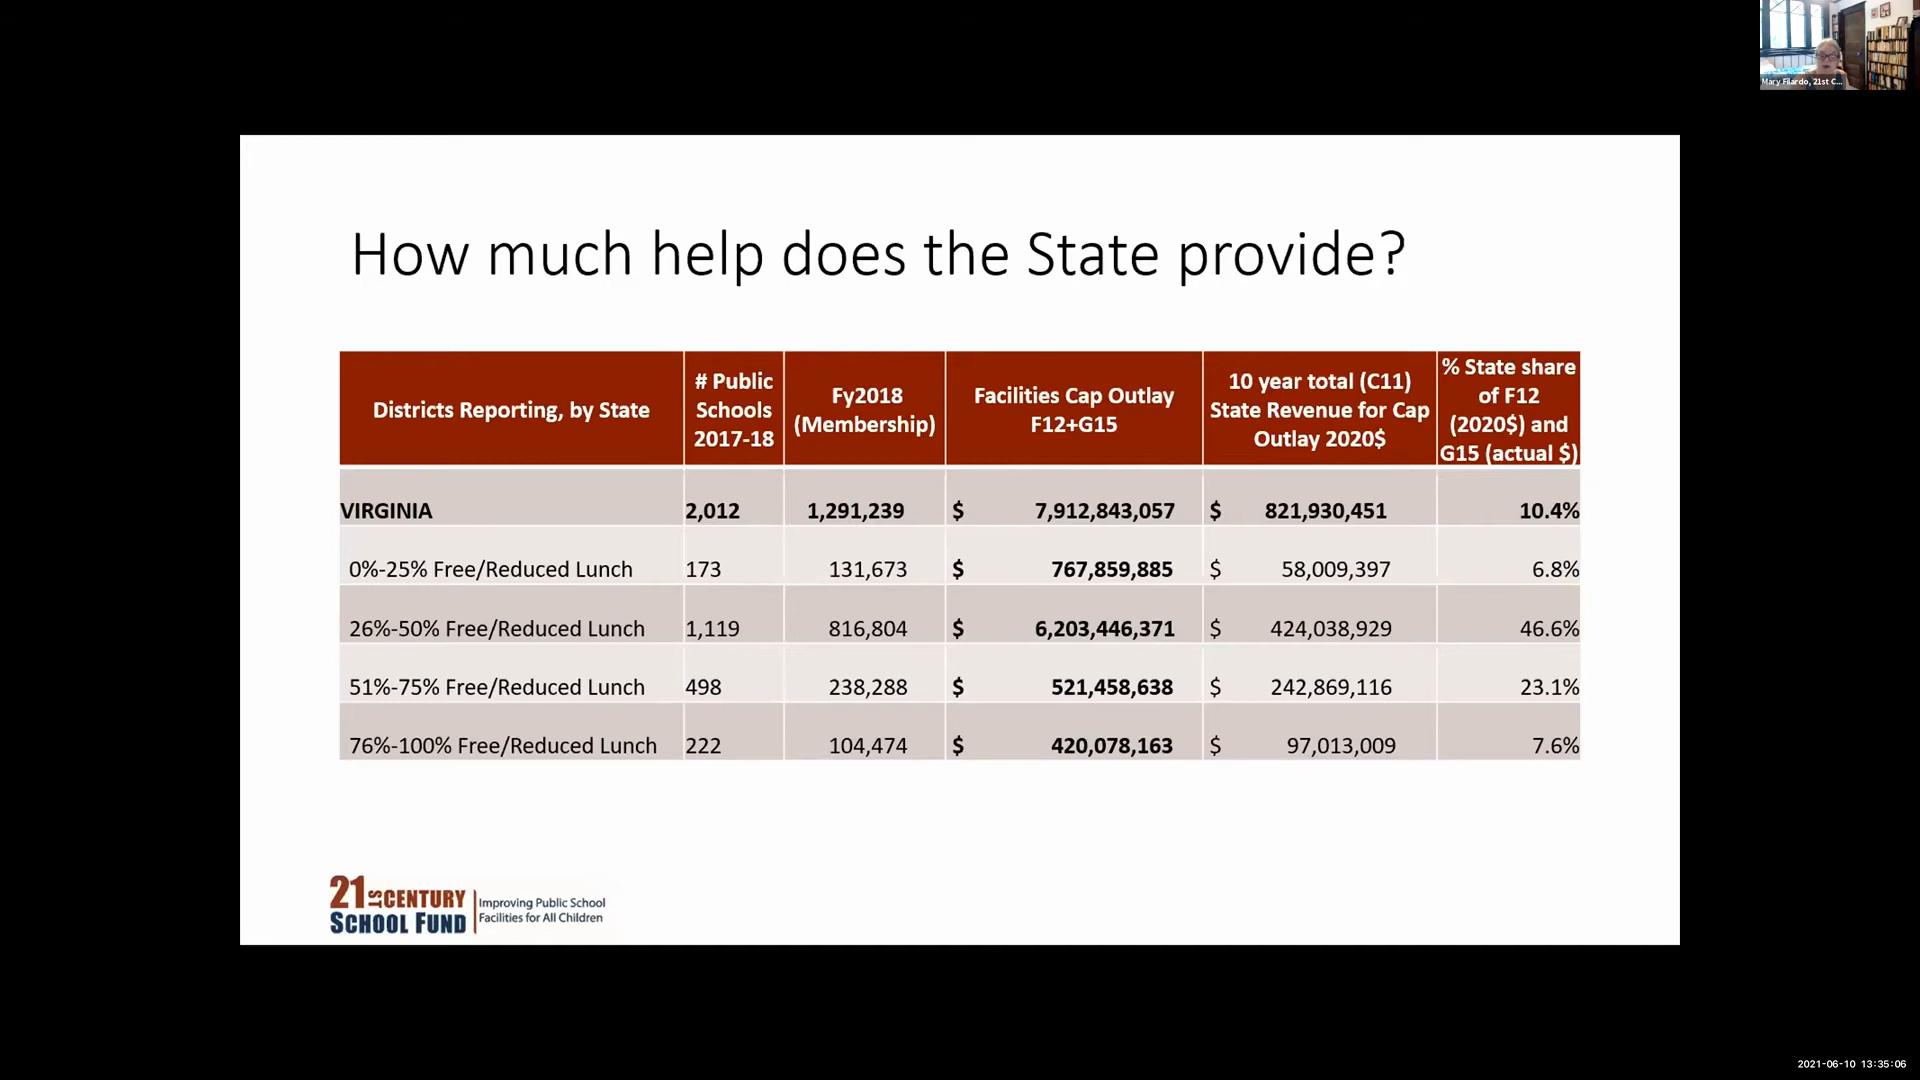 Mary Filardo, 21st C...
How much help does the State provide?
Districts Reporting, by State
# Public
Schools
2017-18
Fy2018
(Membership)
Facilities Cap Outlay
F12+G15
10 year total (C11)
State Revenue for Cap
Outlay 2020$
% State share
of F12
(2020$) and
G15 (actual $)
VIRGINIA 2,012 1,291,239 $ 7,912,843,057 $ 821,930,451 10.4%
0%-25% Free/Reduced Lunch 173 131,673 $ 767,859,885 $ 58,009,397 6.8%
26%-50% Free/Reduced Lunch 1,119 816,804 $ 6,203,446,371 $ 424,038,929 46.6%
51%-75% Free/Reduced Lunch 498 238,288 $ 521,458,638 $ 242,869,116 23.1%
76%-100% Free/Reduced Lunch 222 104,474 $ 420,078,163 $ 97,013,009 7.6%
21ST CENTURY
SCHOOL FUND
Improving Public School
Facilities for All Children
2021-06-10 13:35:06